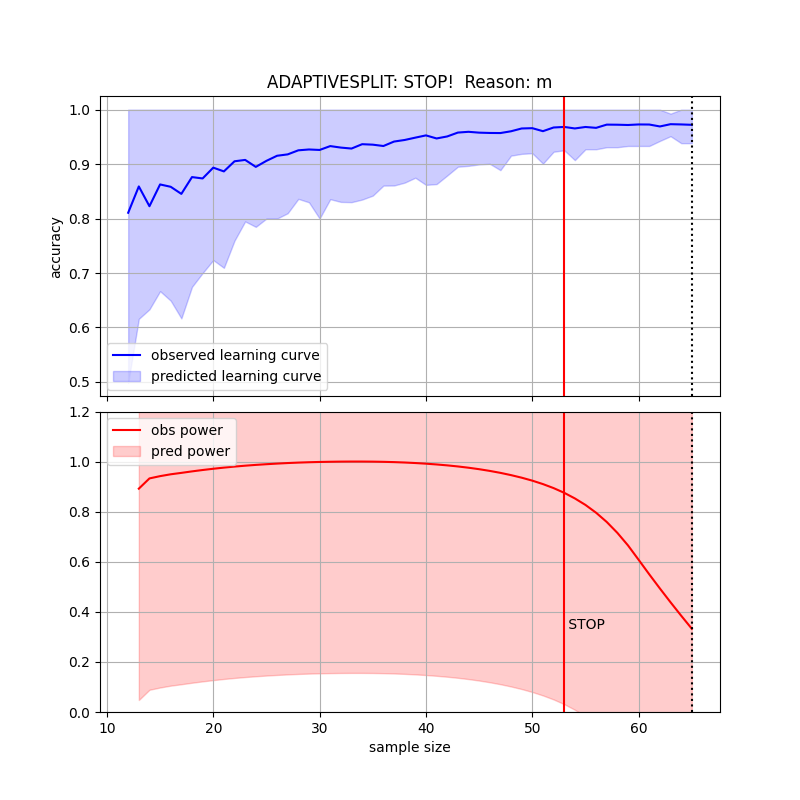 ADAPTIVESPLIT: STOP!  Reason: m
1.0
0.9
0.8
0.7
0.6
0.5
accuracy
observed learning curve
predicted learning curve
1.2
1.0
0.8
0.6
0.4
0.2
0.0
obs power
pred power
STOP
10 20 30 40 50 60
sample size